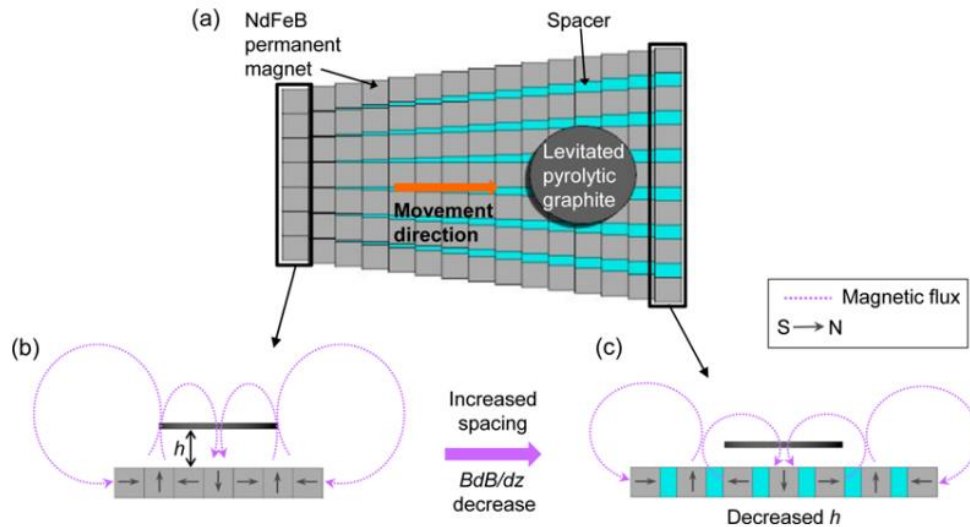 (a)
NdFeB
permanent
magnet
Spacer
Levitated
pyrolytic
graphite
Movement
direction
Magnetic flux
S → N
(b)
h
Increased
spacing
BdB/dz
decrease
(c)
Decreased h